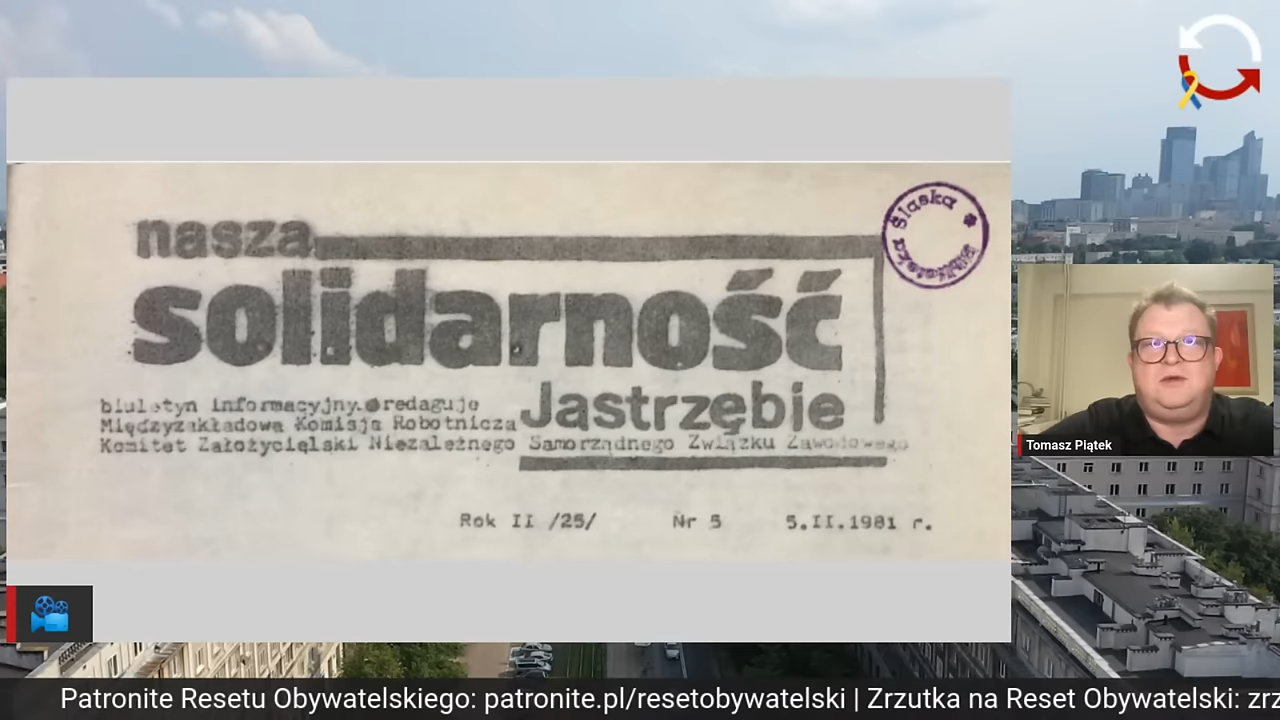 nasza
solidarność
Jastrzębie
biuletyn informacyjny. redaguje
Międzyzakładowa Komisja Robotnicza
Komitet Założycielski Niezależnego Samorządnego Związku Zawodowego
Rok II /25/ Nr 5 5.II.1981 r.
Biblioteka Śląska *
Tomasz Piątek
Patronite Resetu Obywatelskiego: patronite.pl/resetobywatelski | Zrzutka na Reset Obywatelski: zrz